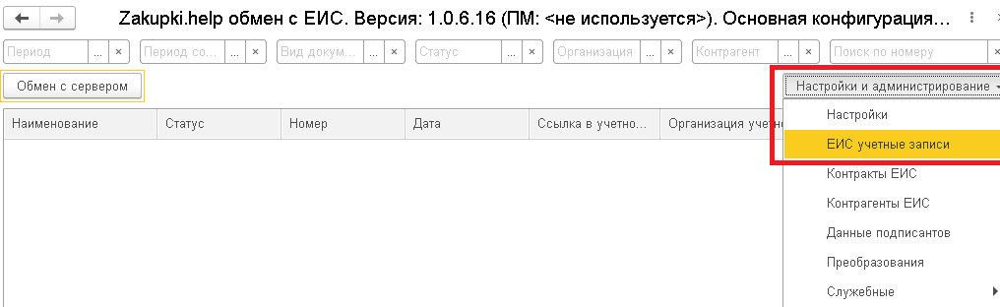 Zakupki.help обмен с ЕИС. Версия: 1.0.6.16 (ПМ: <не используется>). Основная конфигурация...
Период ... × Период со... ... × Вид докум... ... × Статус ... × Организация ... × Контрагент ... × Поиск по номеру ×
Обмен с сервером Настройки и администрирование
Наименование Статус Номер Дата Ссылка в учетно... Организация учетн
Настройки
ЕИС учетные записи
Контракты ЕИС
Контрагенты ЕИС
Данные подписантов
Преобразования
Служебные